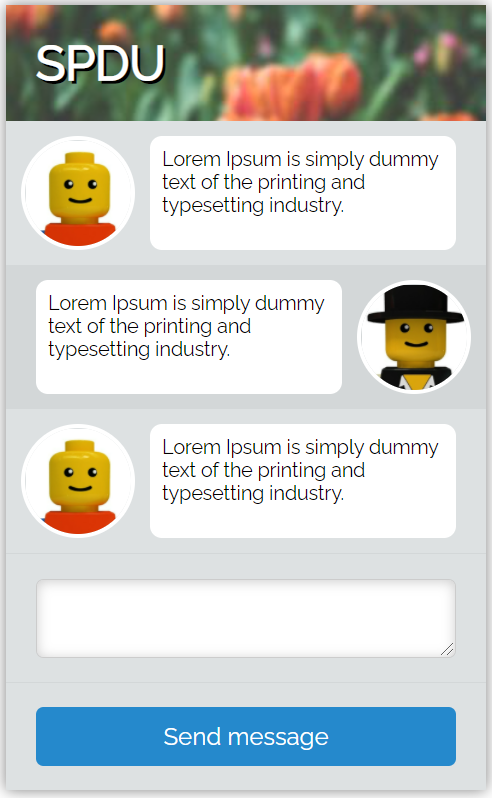 SPDU
Lorem Ipsum is simply dummy
text of the printing and
typesetting industry.
Lorem Ipsum is simply dummy
text of the printing and
typesetting industry.
Lorem Ipsum is simply dummy
text of the printing and
typesetting industry.
Send message